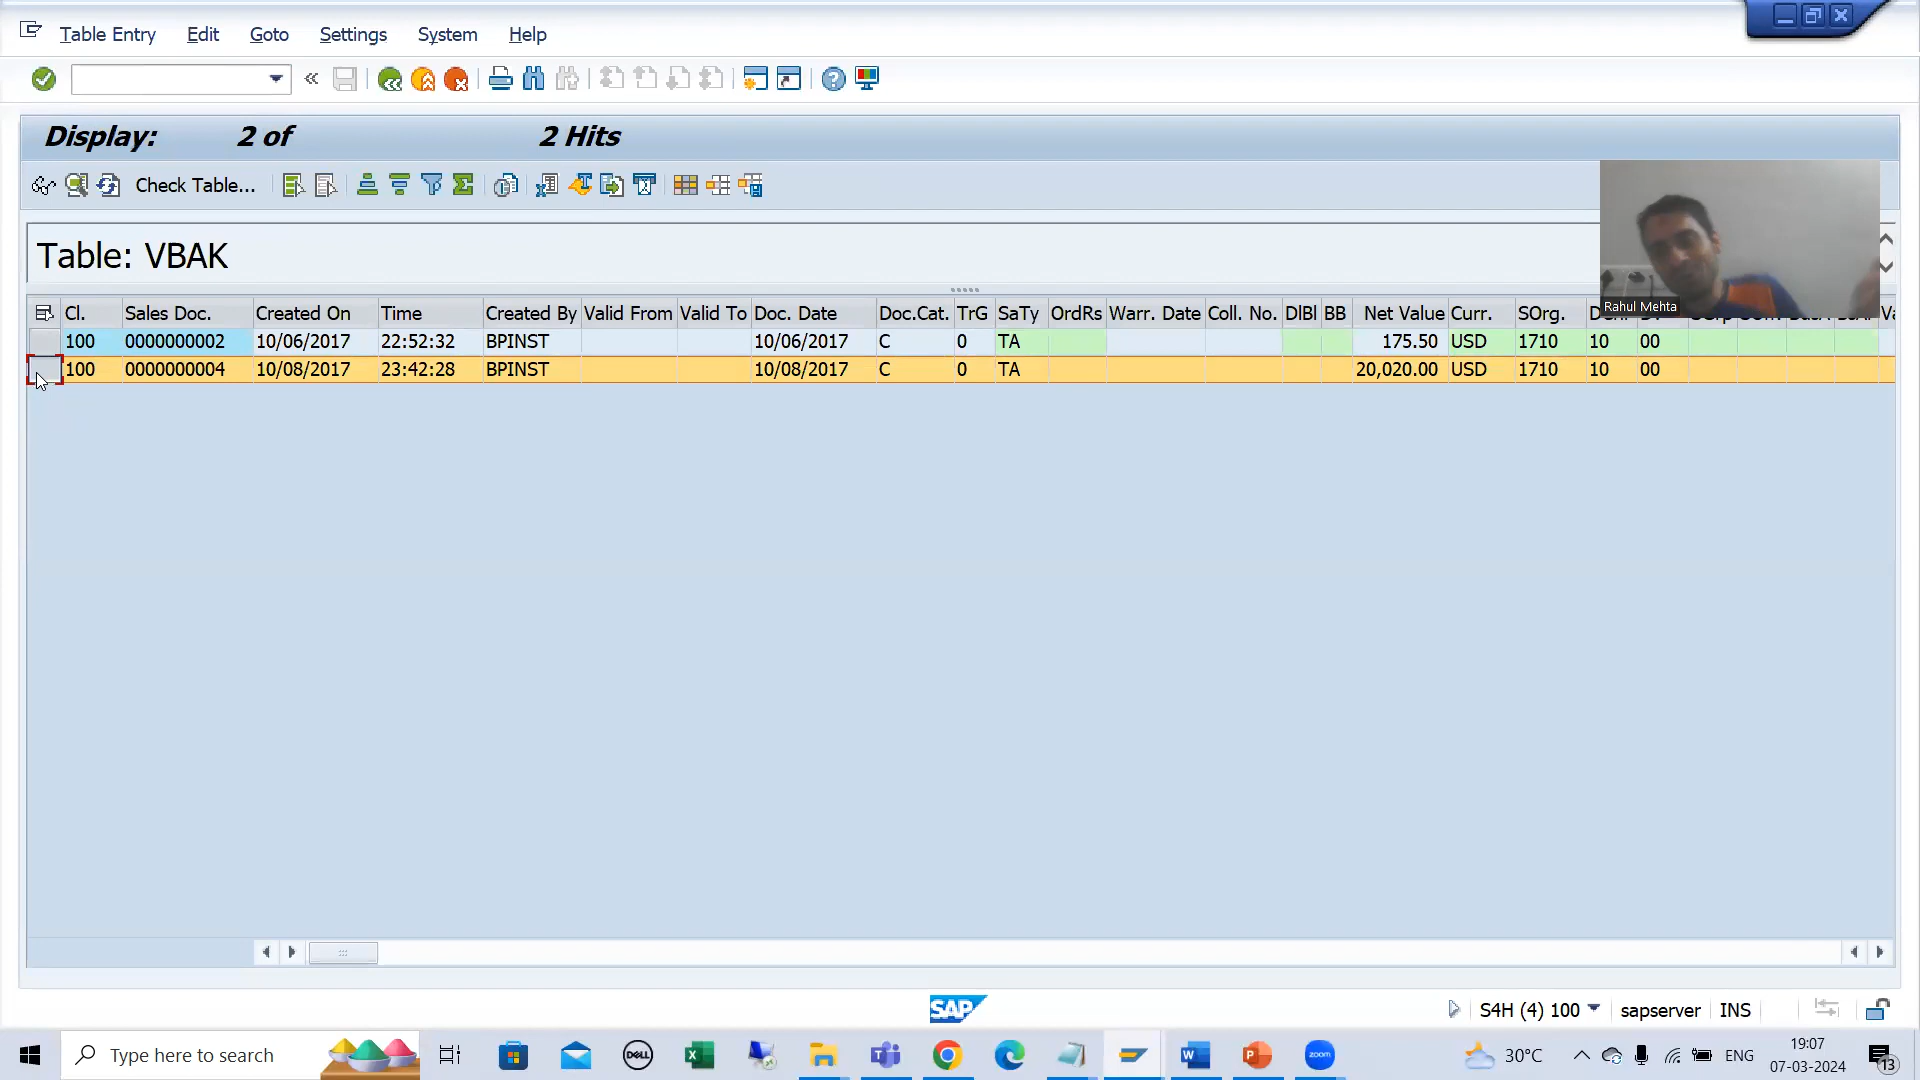 Table Entry Edit Goto Settings System Help
Display: 2 of 2 Hits
Check Table...
Table: VBAK
Rahul Mehta
Cl. Sales Doc. Created On Time Created By Valid From Valid To Doc. Date Doc.Cat. TrG SaTy OrdRs Warr. Date Coll. No. DlBl BB Net Value Curr. SOrg.
100 0000000002 10/06/2017 22:52:32 BPINST 10/06/2017 C 0 TA 175.50 USD 1710 10 00
100 0000000004 10/08/2017 23:42:28 BPINST 10/08/2017 C 0 TA 20,020.00 USD 1710 10 00
SAP
S4H (4) 100 sapserver INS
Type here to search
DELL
zoom
30°C ENG
19:07
07-03-2024
13